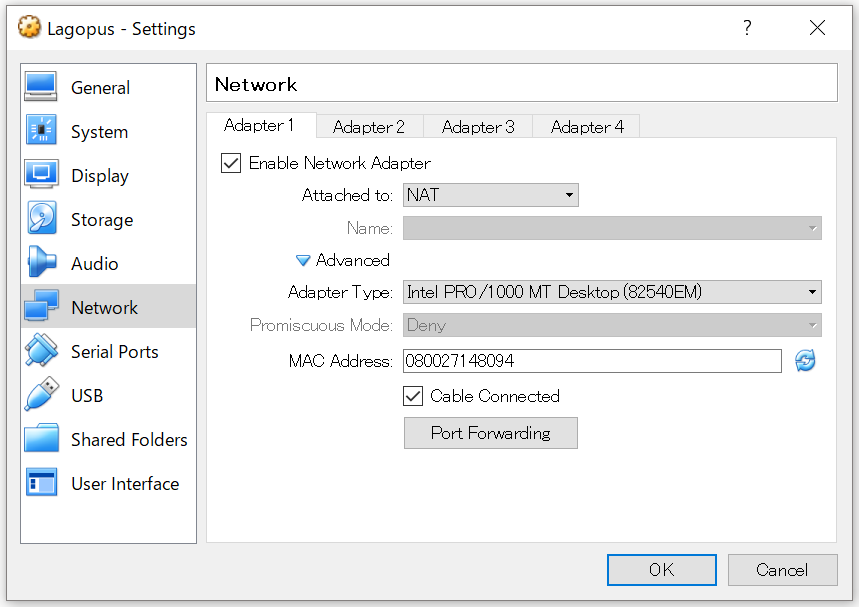 Lagopus - Settings
?
General
System
Display
Storage
Audio
Network
Serial Ports
USB
Shared Folders
User Interface
Network
Adapter 1 Adapter 2 Adapter 3 Adapter 4
Enable Network Adapter
Attached to: NAT
Name:
Advanced
Adapter Type: Intel PRO/1000 MT Desktop (82540EM)
Promiscuous Mode: Deny
MAC Address: 080027148094
Cable Connected
Port Forwarding
OK Cancel